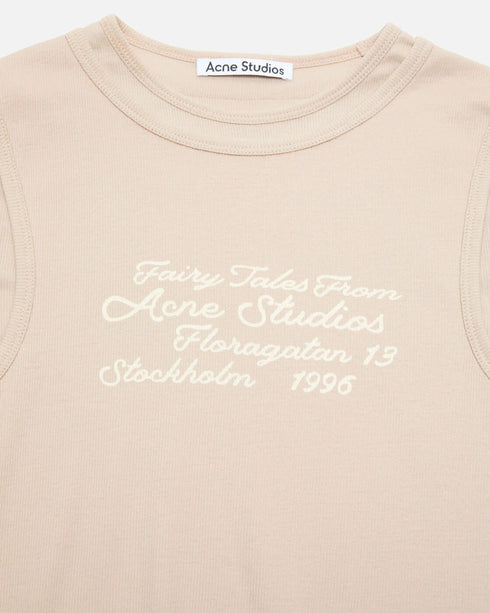 Acne Studios
Fairy Tales From
Acne Studios
Floragatan 13
Stockholm 1996